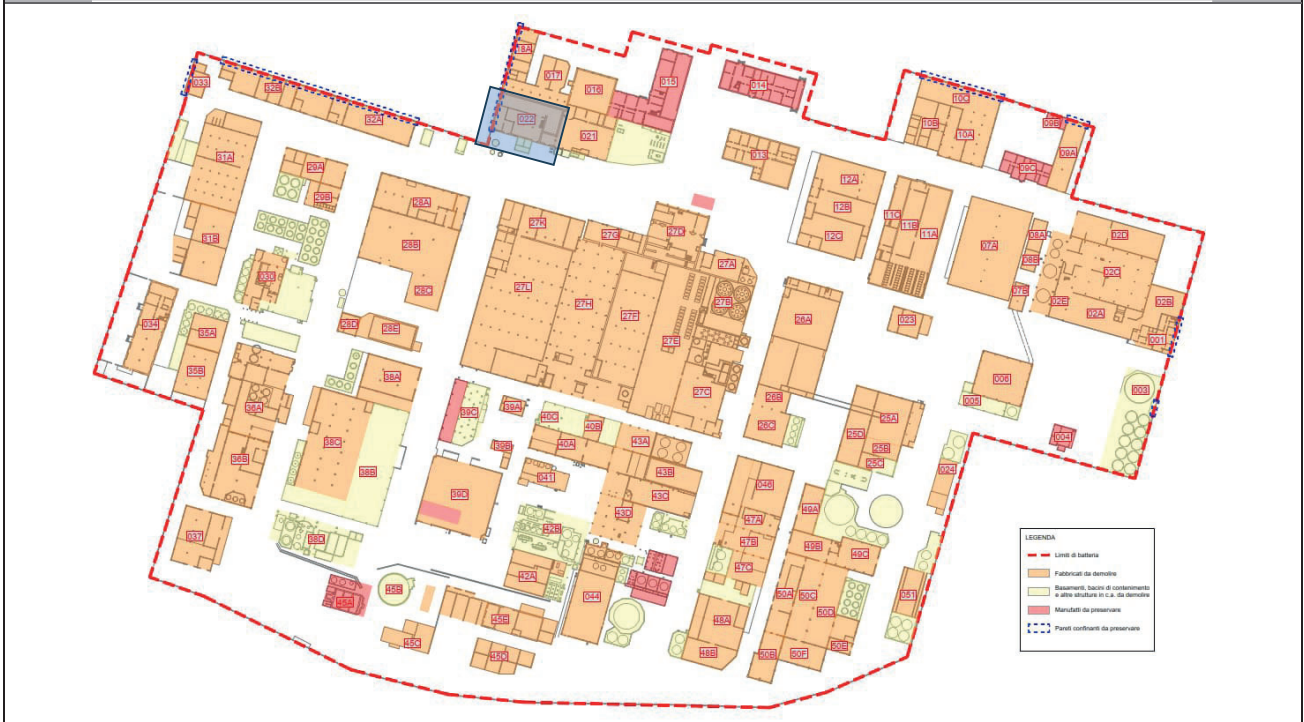 18A
017
016
015
014
033
32B
32A
022
021
10C
10B
10A
09B
09A
09C
013
31A
29A
29B
12A
12B
12C
11C
11B
11A
28A
28B
28C
27K
27G
27D
27A
27B
07A
08A
08B
07B
02D
02C
02E
02A
02B
001
31B
030
27L
27H
27F
27E
27C
26A
023
034
35A
35B
28D
28E
38A
006
005
003
004
36A
36B
38C
38B
39C
39A
39B
40C
40B
40A
43A
43B
43C
43D
26B
26C
25A
25D
25B
25C
024
39D
041
42B
42A
046
47A
47B
47C
49A
49B
49C
037
38D
45A
45B
45C
45E
45D
044
48A
48B
50A
50C
50D
50E
50B
50F
051
LEGENDA
Limiti di batteria
Fabbricati da demolire
Basamenti, bacini di contenimento
e altre strutture in c.a. da demolire
Manufatti da preservare
Pareti confinanti da preservare